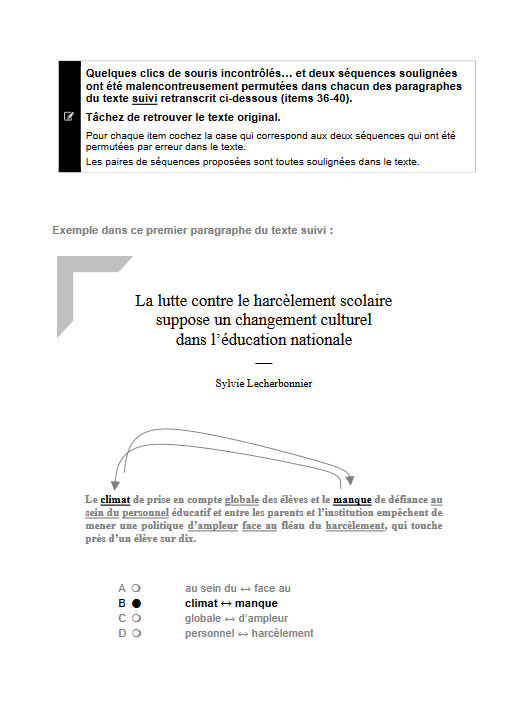 Quelques clics de souris incontrôlés… et deux séquences soulignées
ont été malencontreusement permutées dans chacun des paragraphes
du texte suivi retranscrit ci-dessous (items 36-40).
Tâchez de retrouver le texte original.
Pour chaque item cochez la case qui correspond aux deux séquences qui ont été
permutées par erreur dans le texte.
Les paires de séquences proposées sont toutes soulignées dans le texte.
Exemple dans ce premier paragraphe du texte suivi :
La lutte contre le harcèlement scolaire
suppose un changement culturel
dans l'éducation nationale
Sylvie Lecherbonnier
Le climat de prise en compte globale des élèves et le manque de défiance au
sein du personnel éducatif et entre les parents et l'institution empêchent de
mener une politique d'ampleur face au fléau du harcèlement, qui touche
près d'un élève sur dix.
A au sein du ↔ face au
B climat ↔ manque
C globale ↔ d'ampleur
D personnel ↔ harcèlement